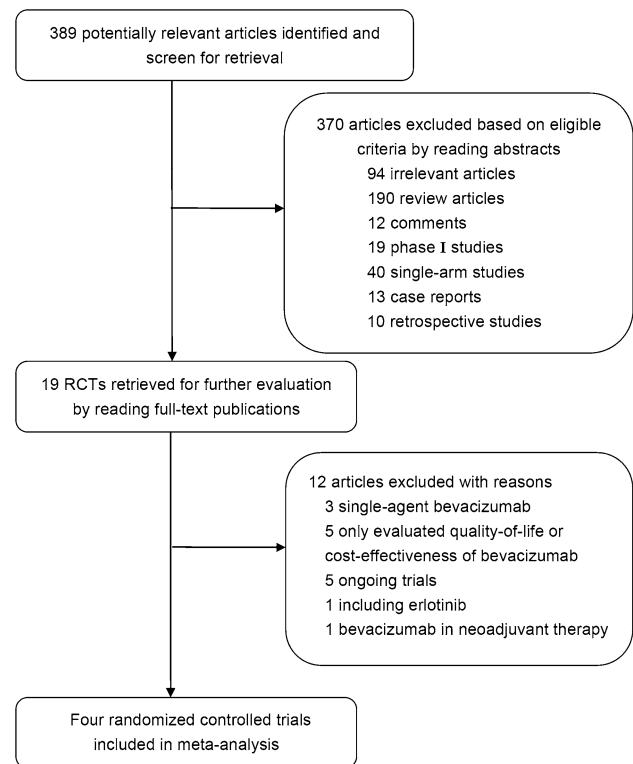 389 potentially relevant articles identified and
screen for retrieval
370 articles excluded based on eligible
criteria by reading abstracts
94 irrelevant articles
190 review articles
12 comments
19 phase I studies
40 single-arm studies
13 case reports
10 retrospective studies
19 RCTs retrieved for further evaluation
by reading full-text publications
12 articles excluded with reasons
3 single-agent bevacizumab
5 only evaluated quality-of-life or
cost-effectiveness of bevacizumab
5 ongoing trials
1 including erlotinib
1 bevacizumab in neoadjuvant therapy
Four randomized controlled trials
included in meta-analysis